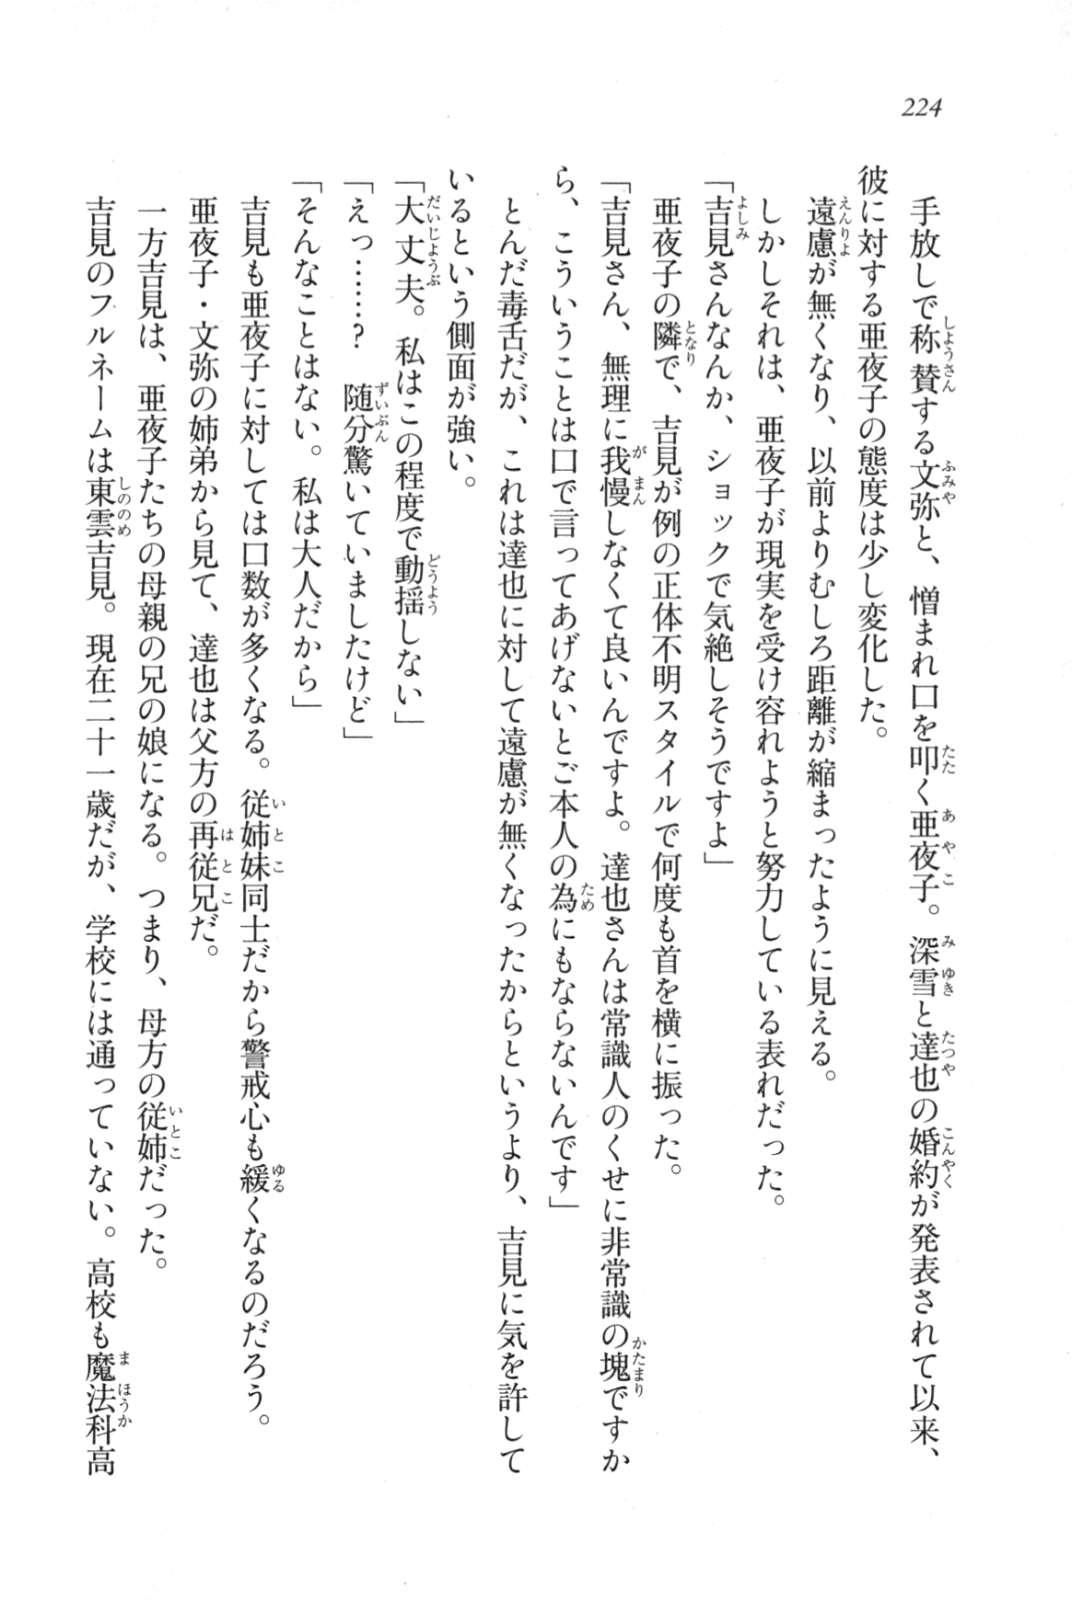 224
手放しで称賛する文弥と、憎まれ口を叩く亜夜子。深雪と達也の婚約が発表されて以来、
彼に対する亜夜子の態度は少し変化した。
遠慮が無くなり、以前よりむしろ距離が縮まったように見える。
しかしそれは、亜夜子が現実を受け容れようと努力している表れだった。
「吉見さんなんか、ショックで気絶しそうですよ」
亜夜子の隣で、吉見が例の正体不明スタイルで何度も首を横に振った。
「吉見さん、無理に我慢しなくて良いんですよ。達也さんは常識人のくせに非常識の塊ですか
ら、こういうことは口で言ってあげないとご本人の為にもならないんです」
とんだ毒舌だが、これは達也に対して遠慮が無くなったからというより、吉見に気を許して
いるという側面が強い。
「大丈夫。私はこの程度で動揺しない」
「えっ……？　随分驚いていましたけど」
「そんなことはない。私は大人だから」
吉見も亜夜子に対しては口数が多くなる。従姉妹同士だから警戒心も緩くなるのだろう。
亜夜子・文弥の姉弟から見て、達也は父方の再従兄だ。
一方吉見は、亜夜子たちの母親の兄の娘になる。つまり、母方の従姉だった。
吉見のフルネームは東雲吉見。現在二十一歳だが、学校には通っていない。高校も魔法科高